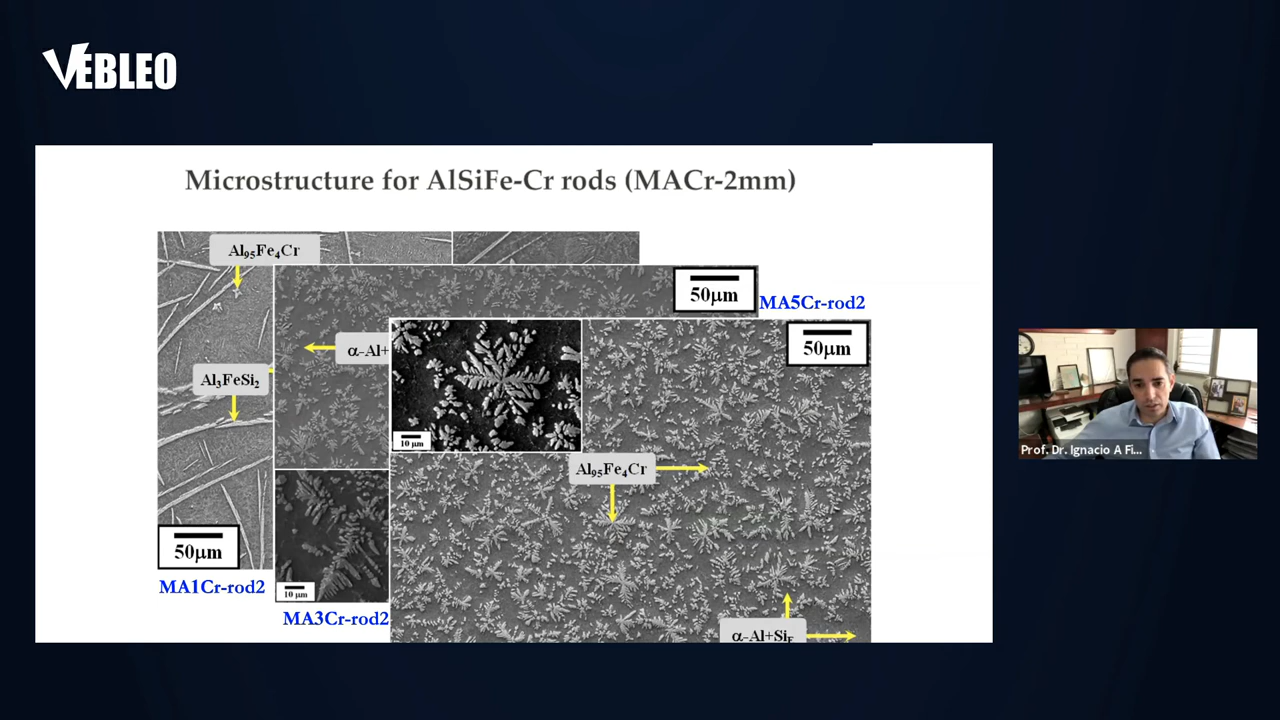 VEBLEO
Microstructure for AlSiFe-Cr rods (MACr-2mm)
Al₉₅Fe₄Cr
50μm
MA5Cr-rod2
50μm
α-Al+
Al₃FeSi₂
10 μm
Al₉₅Fe₄Cr
Prof. Dr. Ignacio A Fi...
50μm
MA1Cr-rod2
10 μm
MA3Cr-rod2
α-Al+Si_E